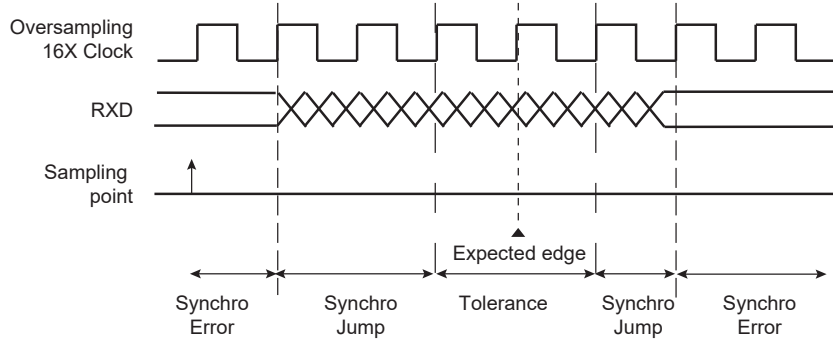 Oversampling
16X Clock
RXD
Sampling
point
Expected edge
Synchro
Error
Synchro
Jump
Tolerance
Synchro
Jump
Synchro
Error